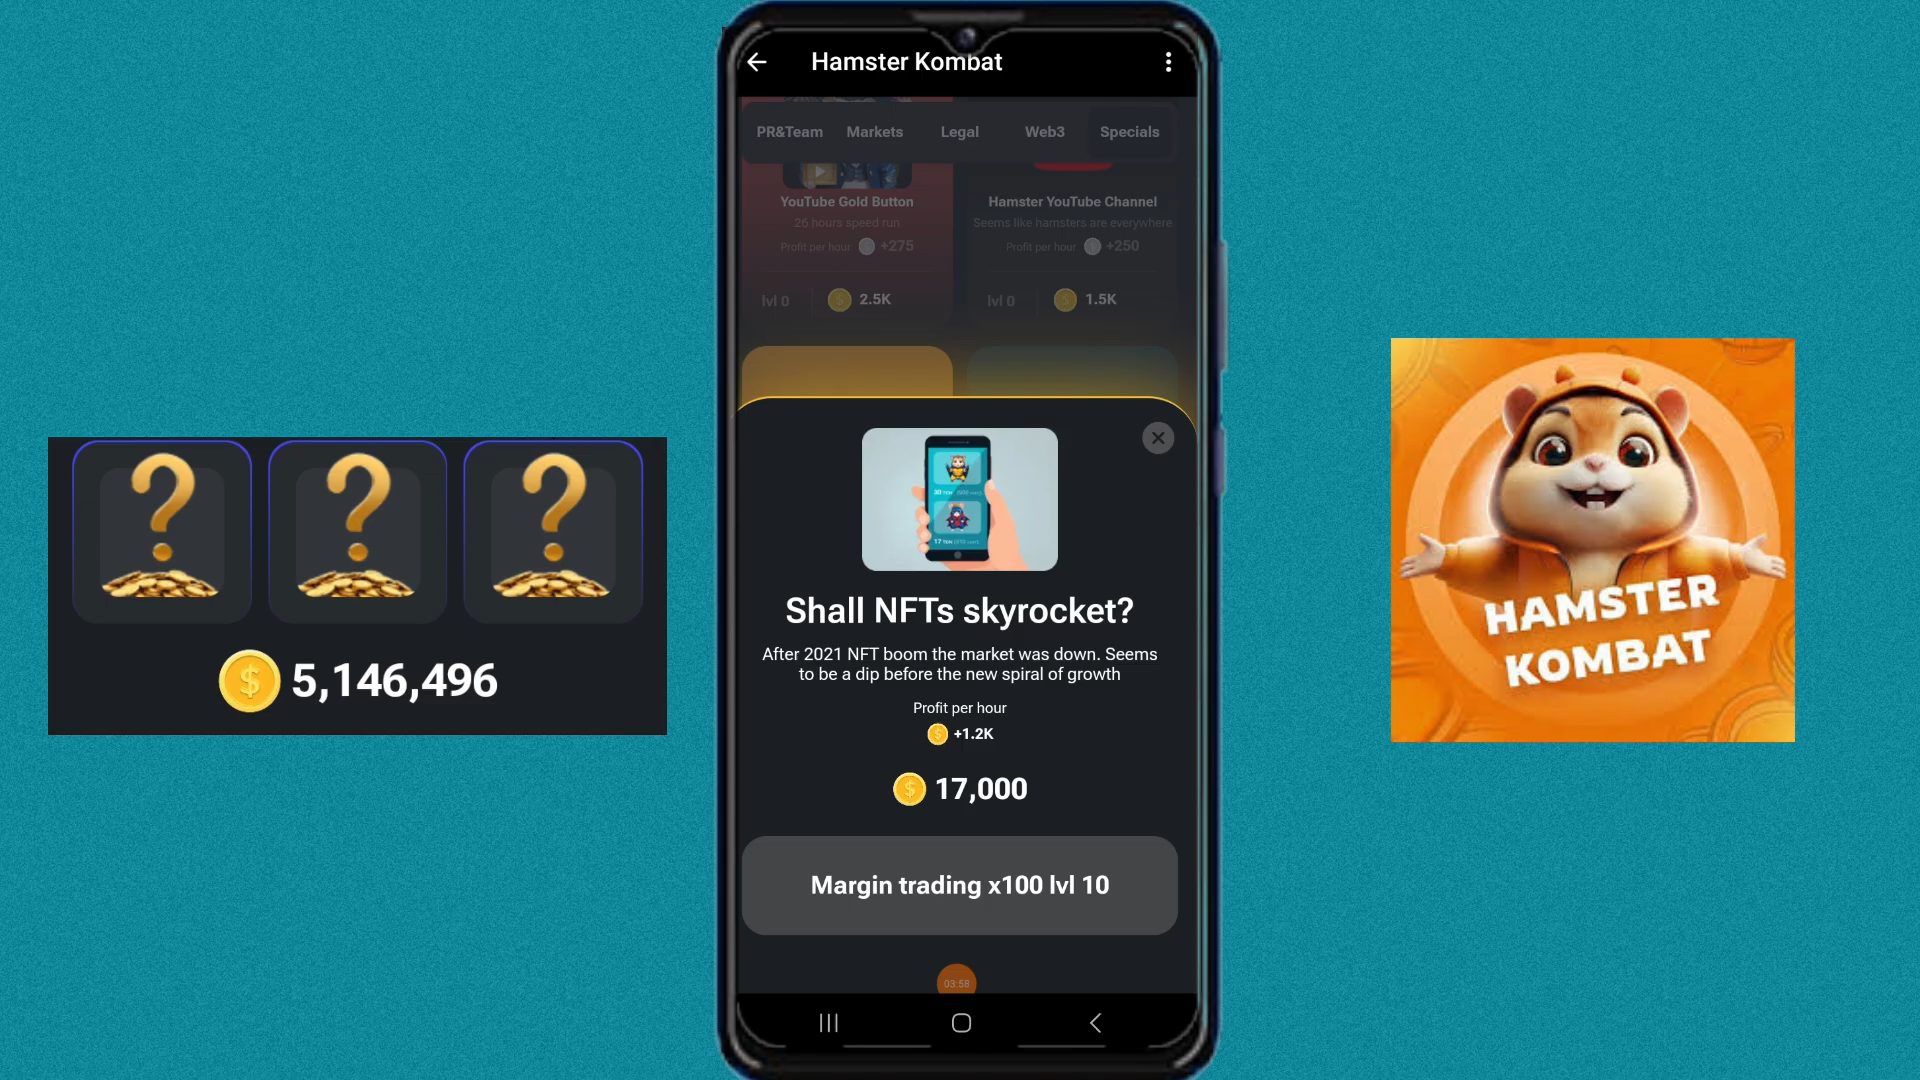 Hamster Kombat
PR&Team Markets Legal Web3 Specials
YouTube Gold Button
26 hours speed run
Profit per hour +275
lvl 0 2.5K
Hamster YouTube Channel
Seems like hamsters are everywhere
Profit per hour +250
lvl 0 1.5K
5,146,496
Shall NFTs skyrocket?
After 2021 NFT boom the market was down. Seems
to be a dip before the new spiral of growth
Profit per hour
+1.2K
17,000
Margin trading x100 lvl 10
03:58
HAMSTER
KOMBAT